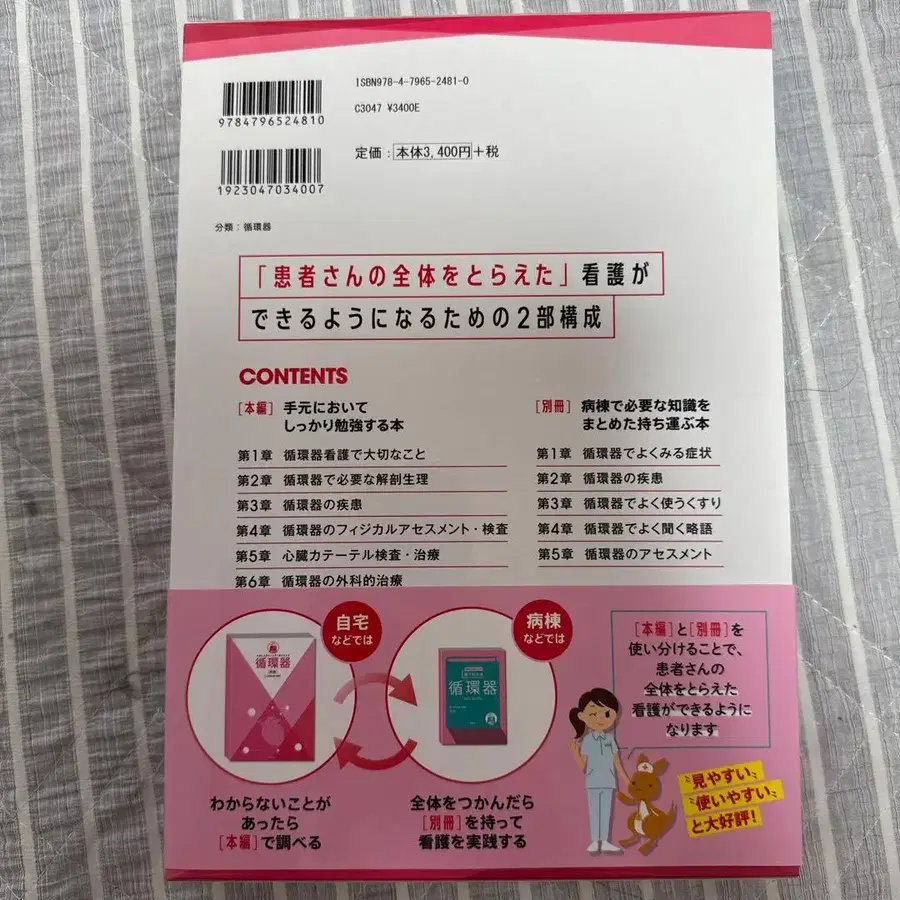 ISBN978-4-7965-2481-0
C3047 ¥3400E
9784796524810
定価：本体3,400円＋税
1923047034007
分類：循環器
「患者さんの全体をとらえた」看護が
できるようになるための2部構成
CONTENTS
[本編] 手元において
しっかり勉強する本
第1章 循環器看護で大切なこと
第2章 循環器で必要な解剖生理
第3章 循環器の疾患
第4章 循環器のフィジカルアセスメント・検査
第5章 心臓カテーテル検査・治療
第6章 循環器の外科的治療
[別冊] 病棟で必要な知識を
まとめた持ち運ぶ本
第1章 循環器でよくみる症状
第2章 循環器の疾患
第3章 循環器でよく使うくすり
第4章 循環器でよく聞く略語
第5章 循環器のアセスメント
自宅
などでは
循環器
わからないことが
あったら
[本編]で調べる
病棟
などでは
循環器
全体をつかんだら
[別冊]を持って
看護を実践する
[本編]と[別冊]を
使い分けることで、
患者さんの
全体をとらえた
看護ができるように
なります
見やすい、
使いやすい、
と大好評!